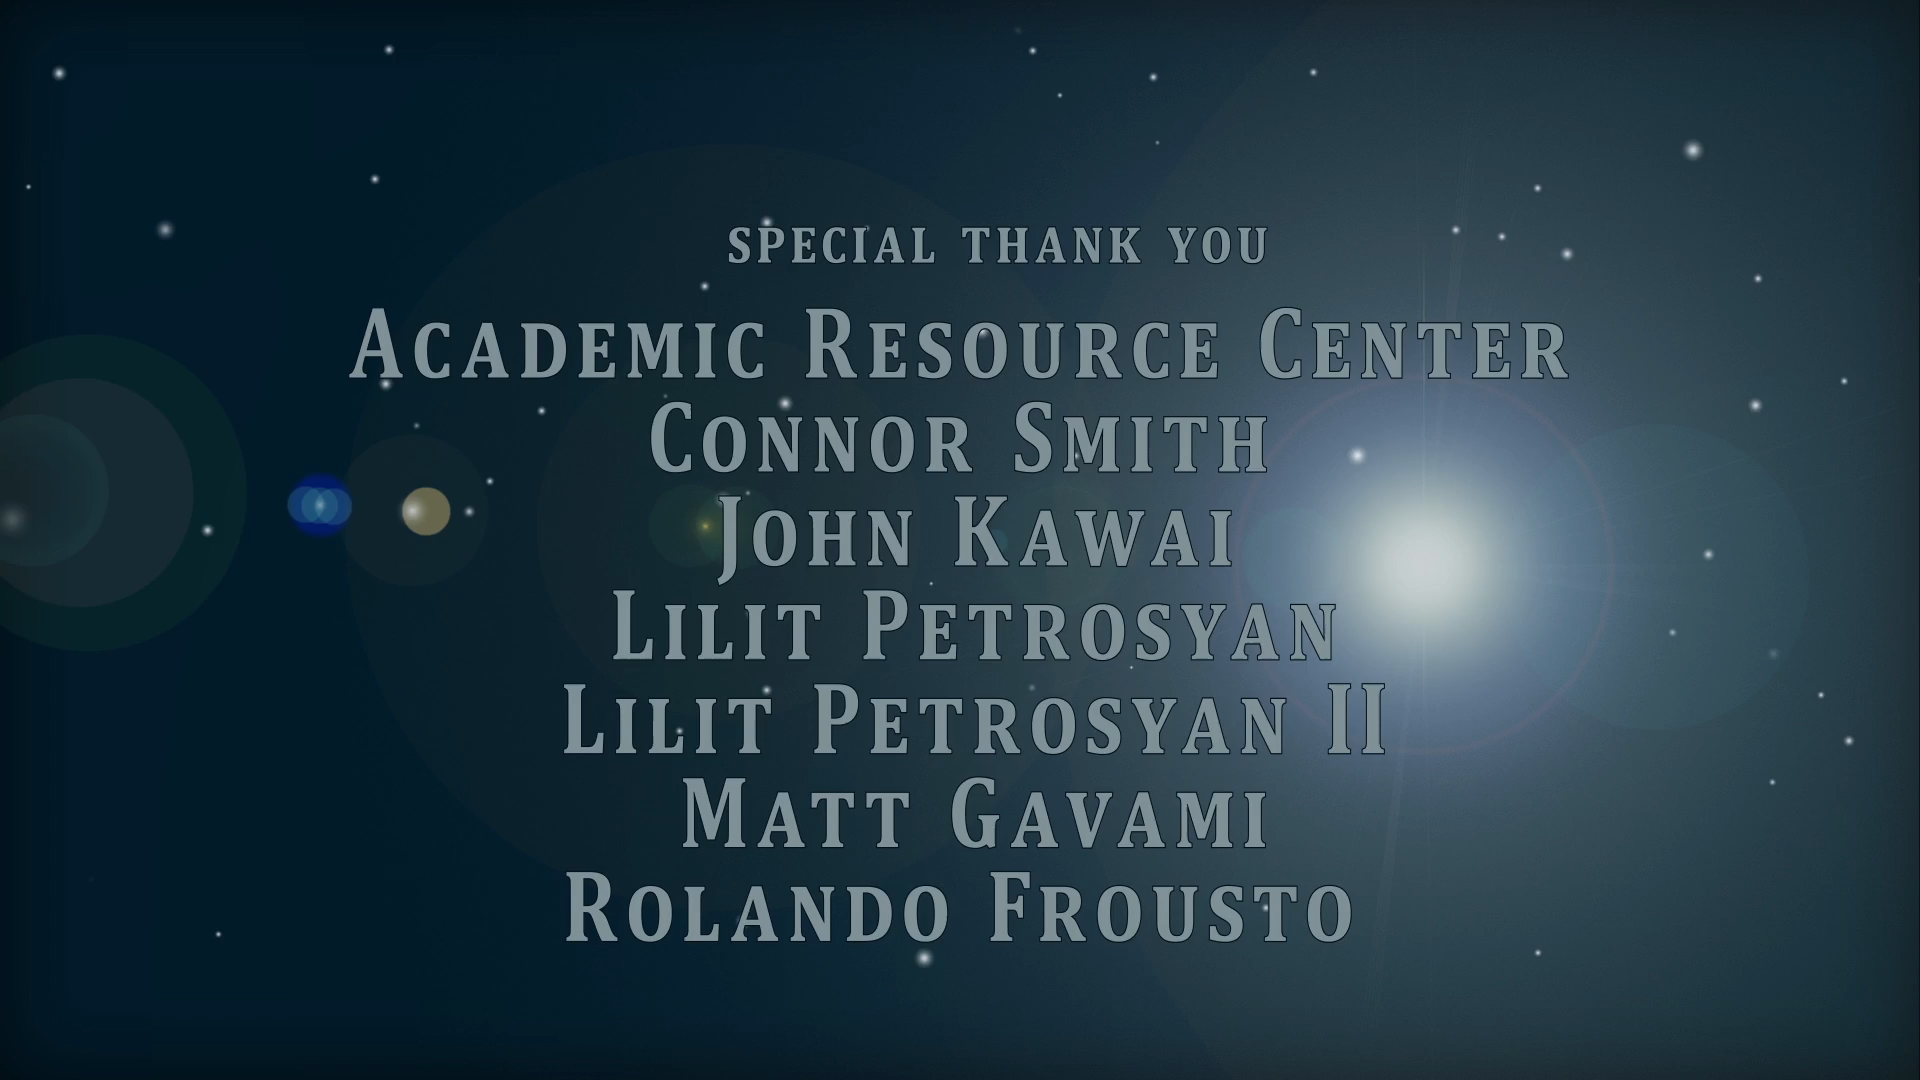 SPECIAL THANK YOU
ACADEMIC RESOURCE CENTER
CONNOR SMITH
JOHN KAWAI
LILIT PETROSYAN
LILIT PETROSYAN II
MATT GAVAMI
ROLANDO FROUSTO